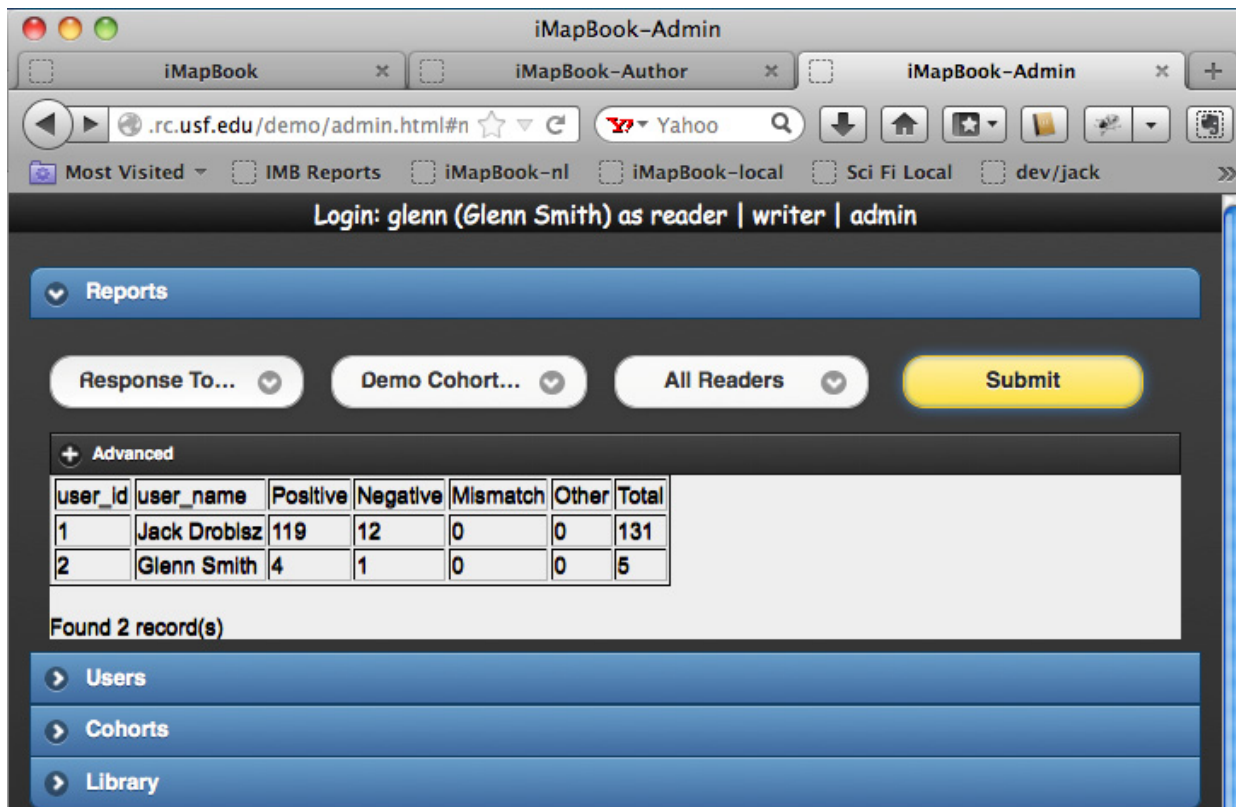 iMapBook-Admin
iMapBook iMapBook-Author iMapBook-Admin
.rc.usf.edu/demo/admin.html#n Yahoo
Most Visited IMB Reports iMapBook-nl iMapBook-local Sci Fi Local dev/jack
Login: glenn (Glenn Smith) as reader | writer | admin
Reports
Response To... Demo Cohort... All Readers Submit
Advanced
user_id user_name Positive Negative Mismatch Other Total
1 Jack Drobisz 119 12 0 0 131
2 Glenn Smith 4 1 0 0 5
Found 2 record(s)
Users
Cohorts
Library